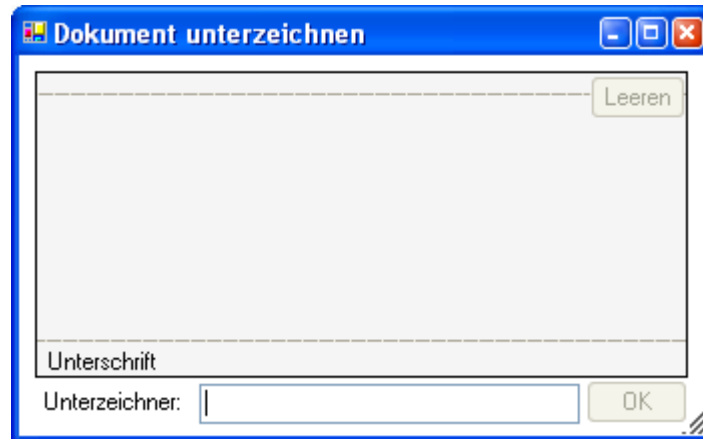 Dokument unterzeichnen
Leeren
Unterschrift
Unterzeichner:
OK